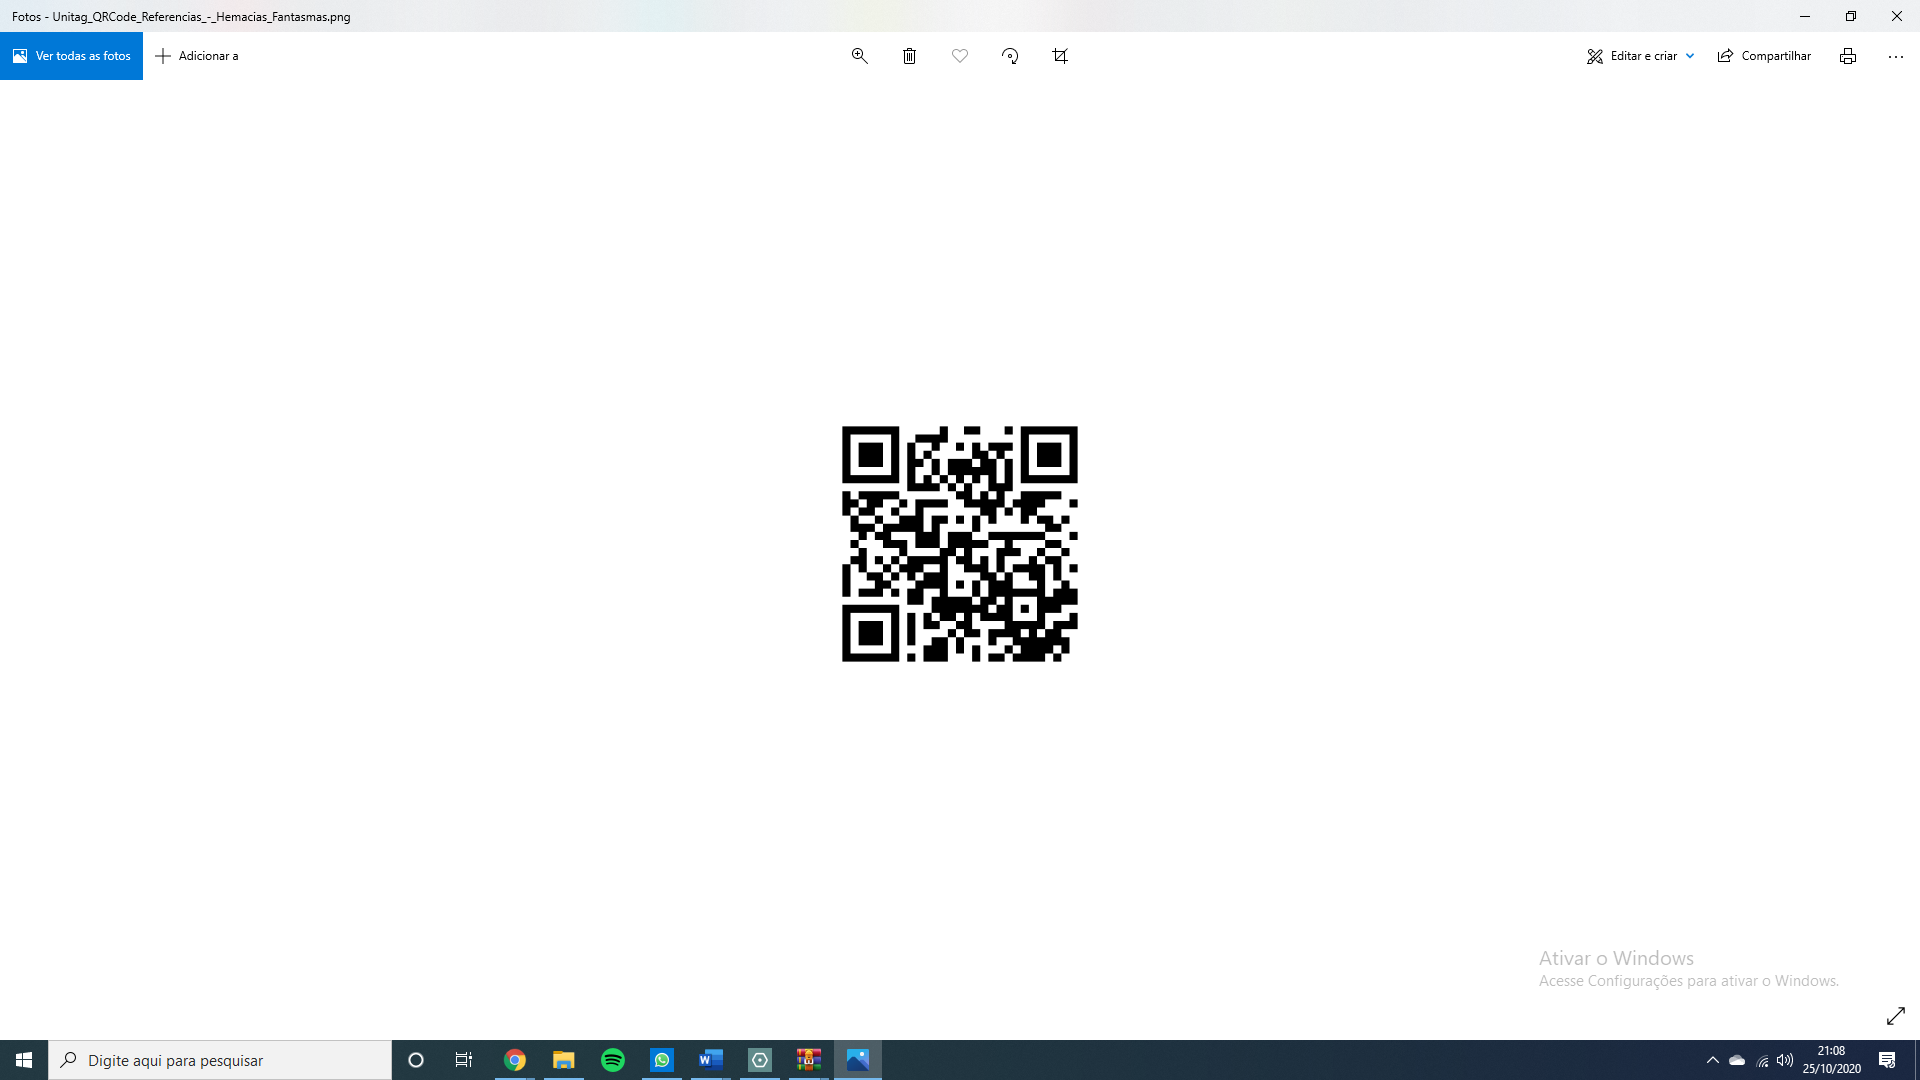 Fotos - Unitag_QRCode_Referencias_-_Hemacias_Fantasmas.png
Ver todas as fotos
Adicionar a
Editar e criar
Compartilhar
Ativar o Windows
Acesse Configurações para ativar o Windows.
Digite aqui para pesquisar
21:08
25/10/2020